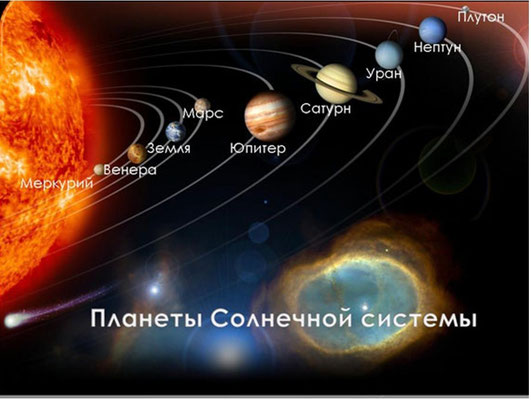 Плутон
Нептун
Уран
Сатурн
Марс
Земля
Юпитер
Венера
Меркурий
Планеты Солнечной системы